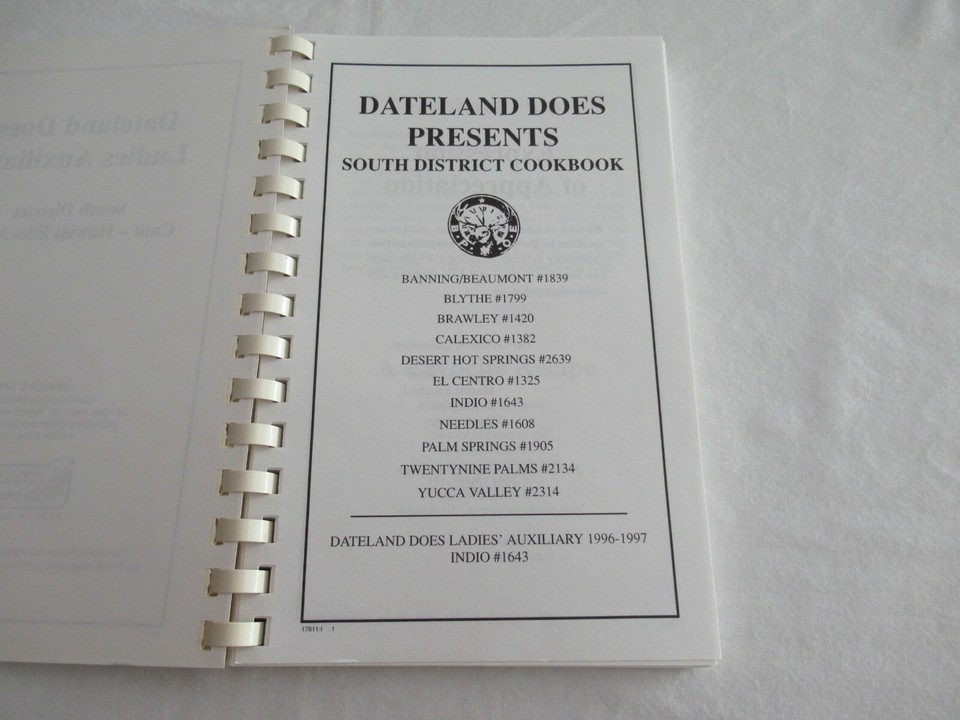 DATELAND DOES
PRESENTS
SOUTH DISTRICT COOKBOOK
B P O E
BANNING/BEAUMONT #1839
BLYTHE #1799
BRAWLEY #1420
CALEXICO #1382
DESERT HOT SPRINGS #2639
EL CENTRO #1325
INDIO #1643
NEEDLES #1608
PALM SPRINGS #1905
TWENTYNINE PALMS #2134
YUCCA VALLEY #2314
DATELAND DOES LADIES' AUXILIARY 1996-1997
INDIO #1643